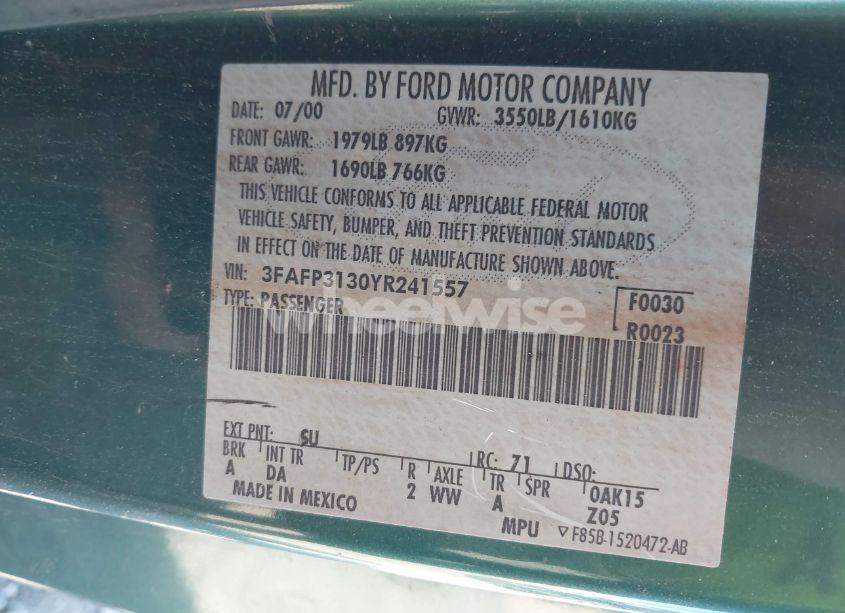 MFD. BY FORD MOTOR COMPANY
DATE: 07/00 GVWR: 3550LB/1610KG
FRONT GAWR: 1979LB 897KG
REAR GAWR: 1690LB 766KG
THIS VEHICLE CONFORMS TO ALL APPLICABLE FEDERAL MOTOR
VEHICLE SAFETY, BUMPER, AND THEFT PREVENTION STANDARDS
IN EFFECT ON THE DATE OF MANUFACTURE SHOWN ABOVE.
VIN: 3FAFP3130YR241557 F0030
TYPE: PASSENGER R0023
wheelwise
EXT PNT: SU RC: 71 DSO:
BRK INT TR TP/PS R AXLE TR SPR OAK15
A DA 2 WW A Z05
MADE IN MEXICO MPU ▽F85B-1520472-AB